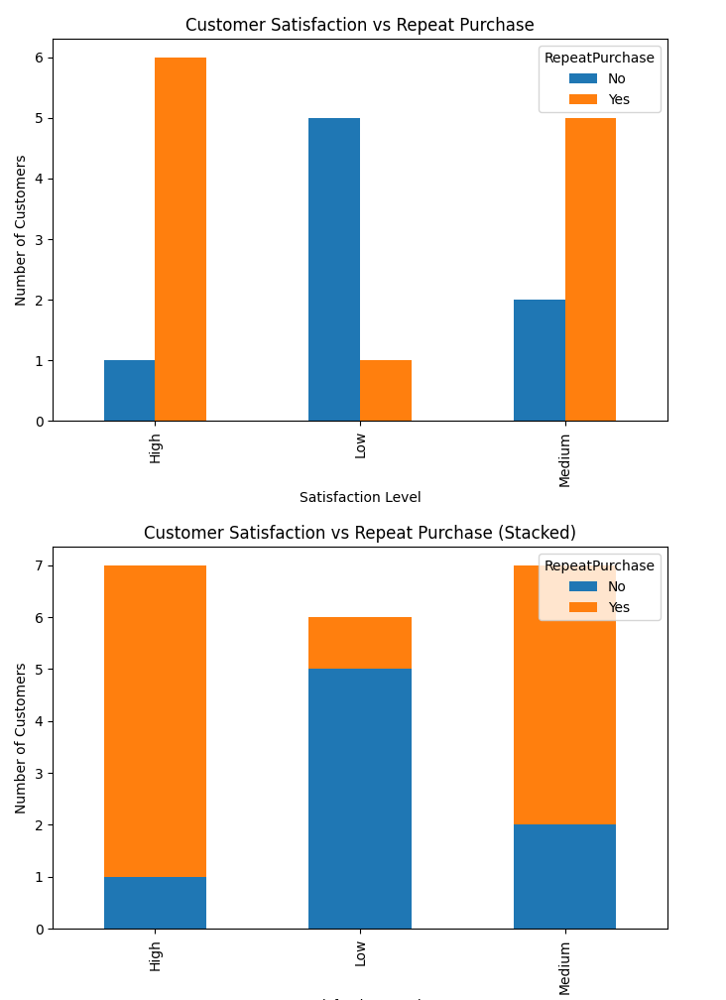 Customer Satisfaction vs Repeat Purchase
RepeatPurchase
No
Yes
Number of Customers
6
5
4
3
2
1
0
High
Low
Medium
Satisfaction Level
Customer Satisfaction vs Repeat Purchase (Stacked)
RepeatPurchase
No
Yes
Number of Customers
7
6
5
4
3
2
1
0
High
Low
Medium